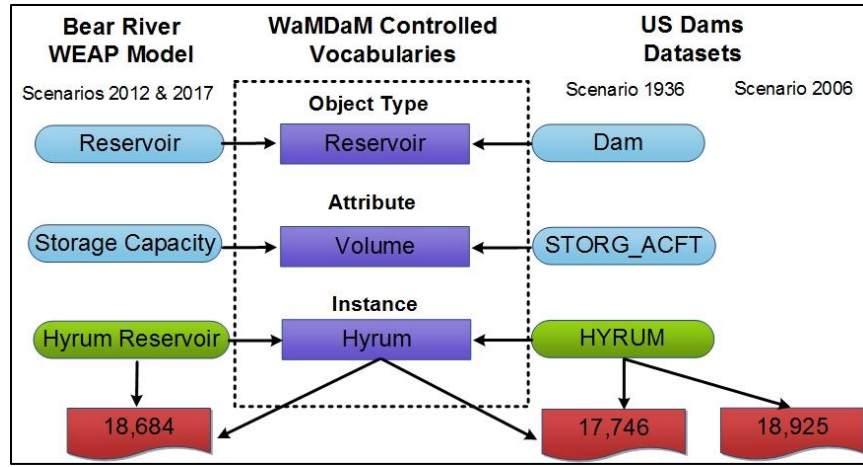 Bear River
WEAP Model
WaMDaM Controlled
Vocabularies
US Dams
Datasets
Scenarios 2012 & 2017
Scenario 1936
Scenario 2006
Object Type
Reservoir
Reservoir
Dam
Attribute
Storage Capacity
Volume
STORG_ACFT
Instance
Hyrum Reservoir
Hyrum
HYRUM
18,684
17,746
18,925